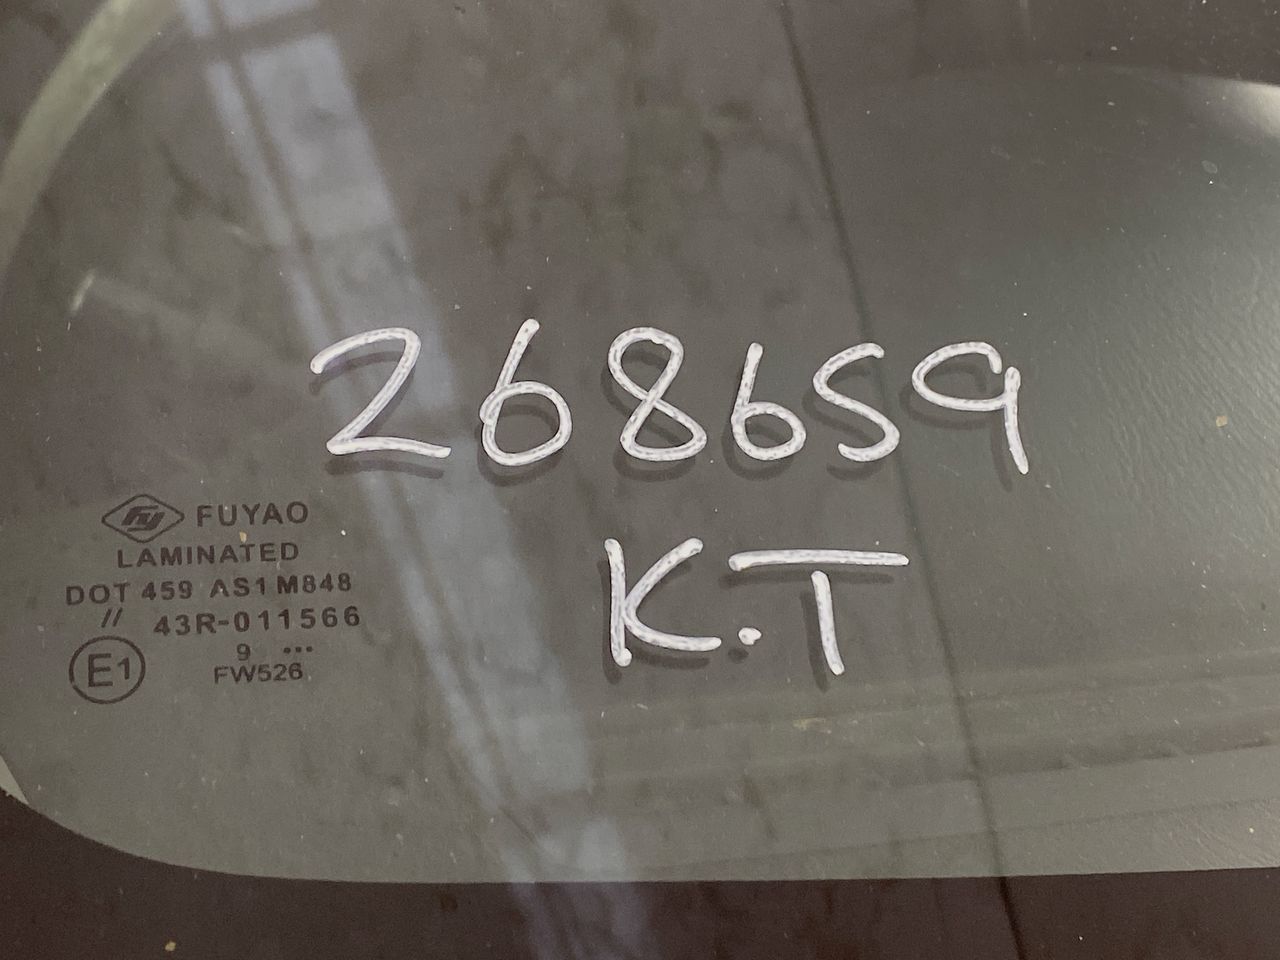 268659
K.T
FUYAO
LAMINATED
DOT 459 AS1 M848
// 43R-011566
9 ...
E1 FW526